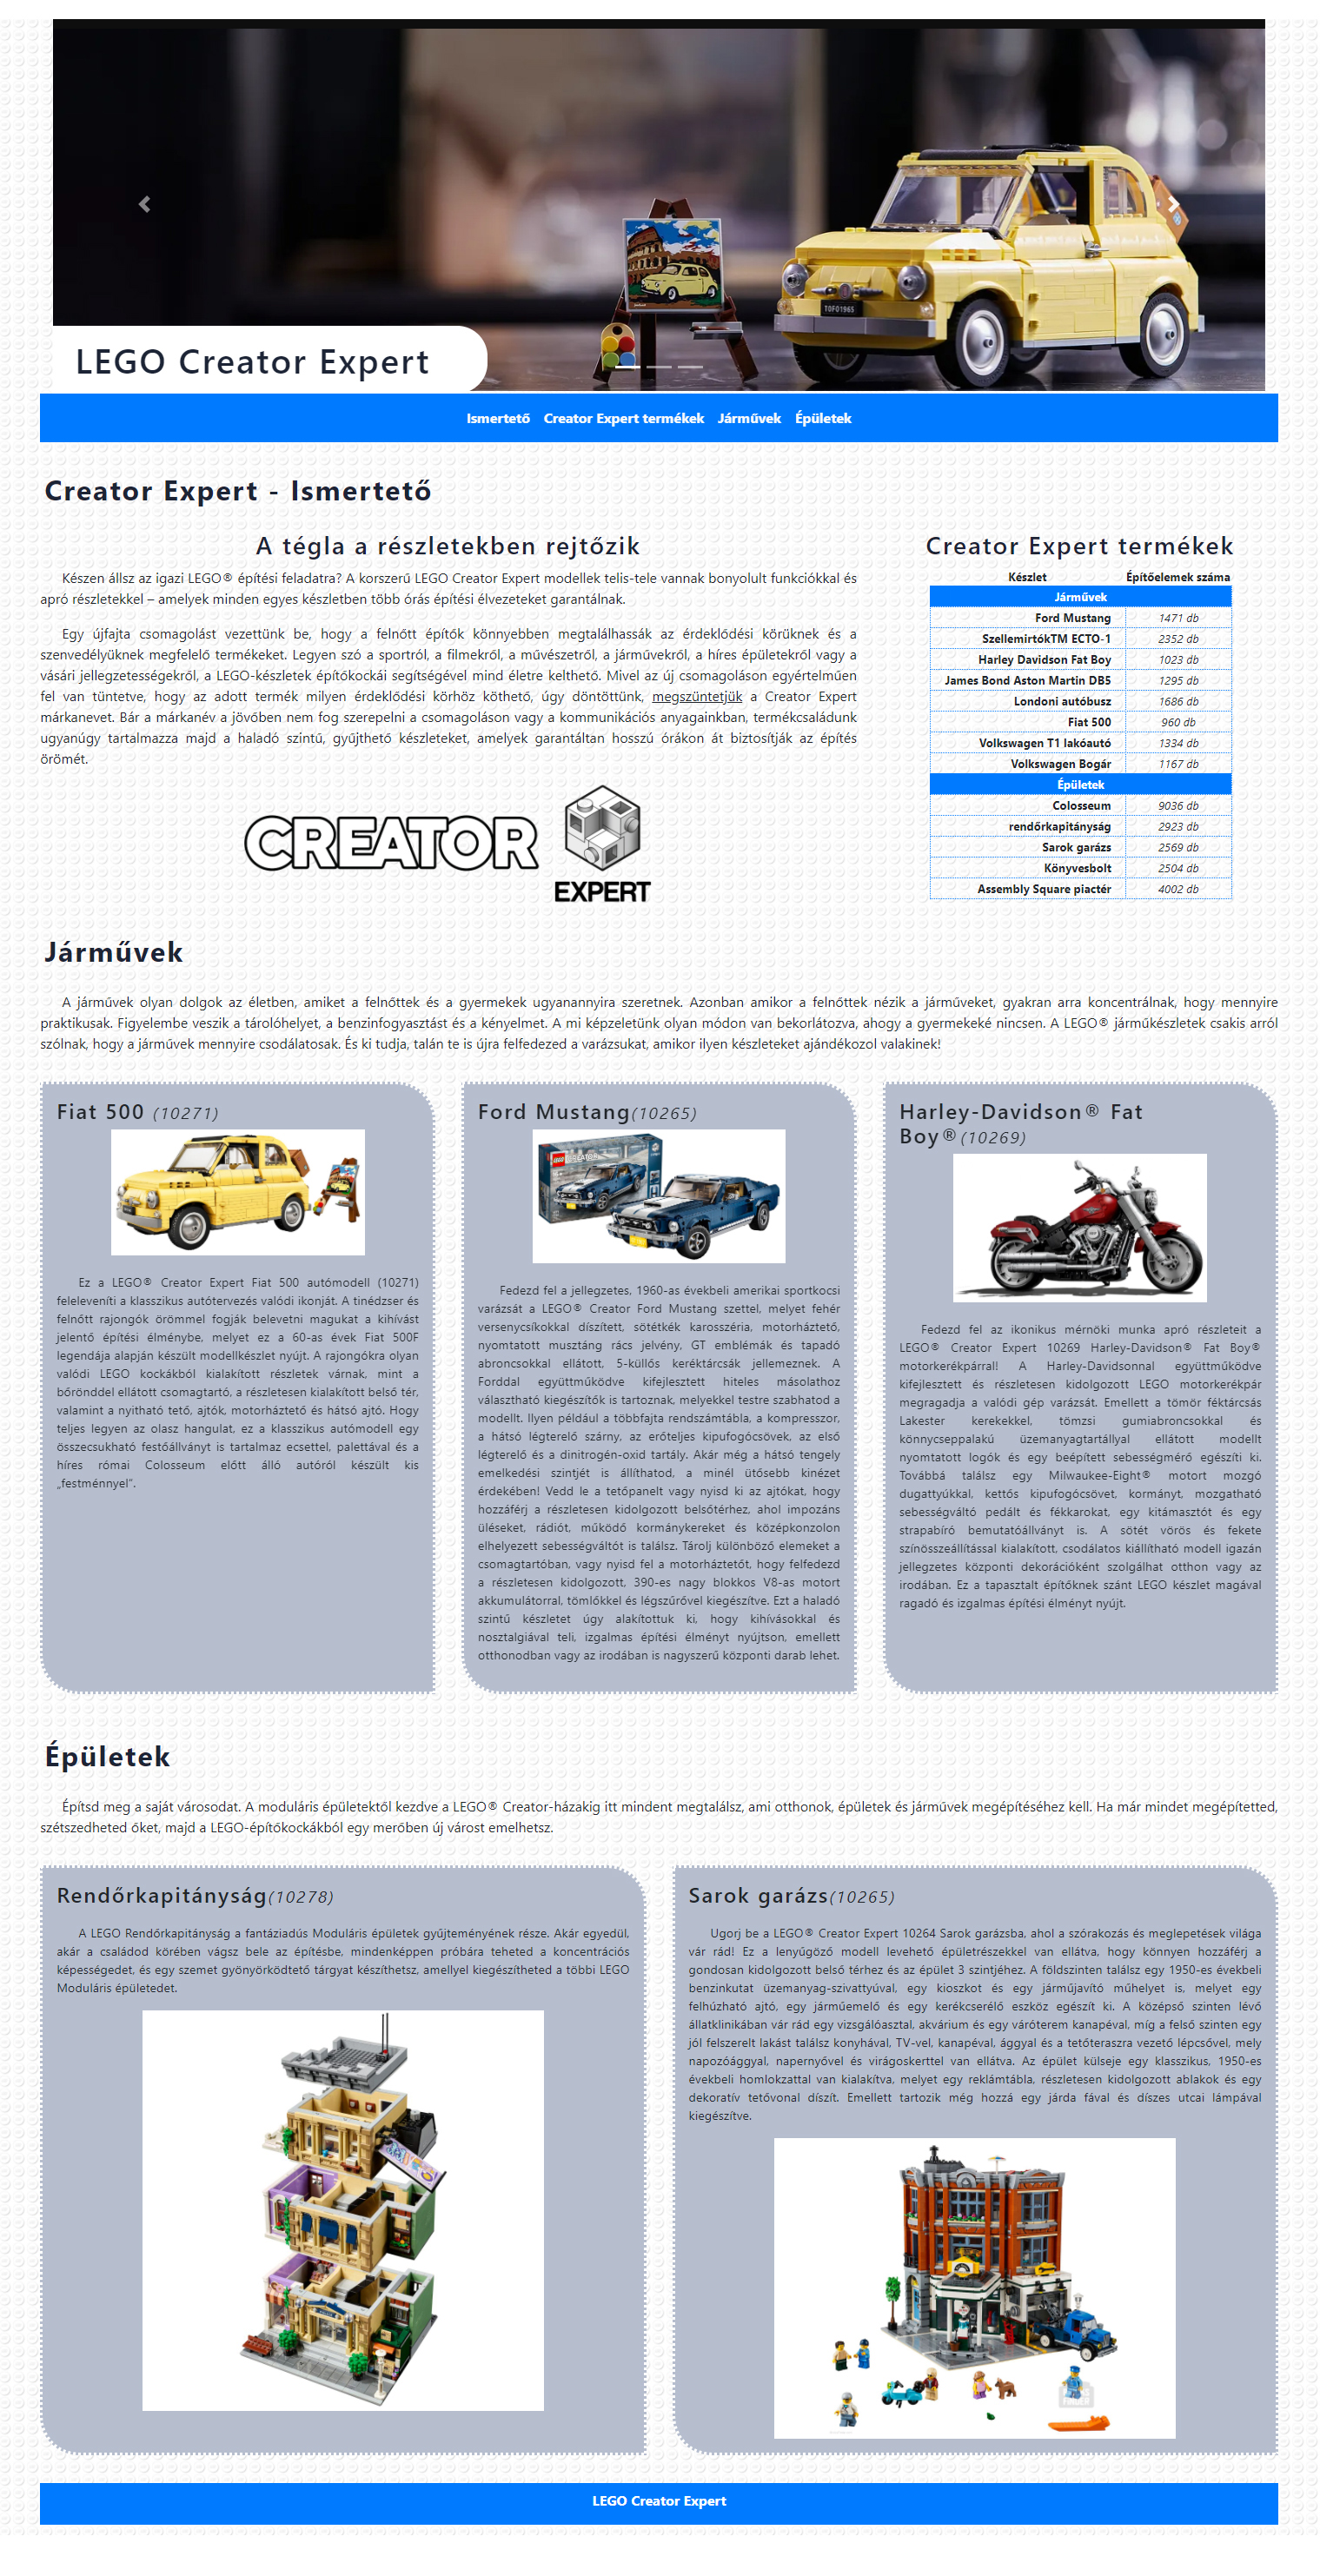 TOFO1965
LEGO Creator Expert
Ismertető Creator Expert termékek Járművek Épületek
Creator Expert - Ismertető
A tégla a részletekben rejtőzik
Készen állsz az igazi LEGO® építési feladatra? A korszerű LEGO Creator Expert modellek telis-tele vannak bonyolult funkciókkal és
apró részletekkel – amelyek minden egyes készletben több órás építési élvezeteket garantálnak.
Egy újfajta csomagolást vezettünk be, hogy a felnőtt építők könnyebben megtalálhassák az érdeklődési körüknek és a
szenvedélyüknek megfelelő termékeket. Legyen szó a sportról, a filmekről, a művészetről, a járművekről, a híres épületekről vagy a
vásári jellegzetességekről, a LEGO-készletek építőkockái segítségével mind életre kelthető. Mivel az új csomagoláson egyértelműen
fel van tüntetve, hogy az adott termék milyen érdeklődési körhöz köthető, úgy döntöttünk, megszüntetjük a Creator Expert
márkanevet. Bár a márkanév a jövőben nem fog szerepelni a csomagoláson vagy a kommunikációs anyagainkban, termékcsaládunk
ugyanúgy tartalmazza majd a haladó szintű, gyűjthető készleteket, amelyek garantáltan hosszú órákon át biztosítják az építés
örömét.
CREATOR
EXPERT
Creator Expert termékek
Készlet Építőelemek száma
Járművek
Ford Mustang 1471 db
SzellemirtókTM ECTO-1 2352 db
Harley Davidson Fat Boy 1023 db
James Bond Aston Martin DB5 1295 db
Londoni autóbusz 1686 db
Fiat 500 960 db
Volkswagen T1 lakóautó 1334 db
Volkswagen Bogár 1167 db
Épületek
Colosseum 9036 db
rendőrkapitányság 2923 db
Sarok garázs 2569 db
Könyvesbolt 2504 db
Assembly Square piactér 4002 db
Járművek
A járművek olyan dolgok az életben, amiket a felnőttek és a gyermekek ugyanannyira szeretnek. Azonban amikor a felnőttek nézik a járműveket, gyakran arra koncentrálnak, hogy mennyire
praktikusak. Figyelembe veszik a tárolóhelyet, a benzinfogyasztást és a kényelmet. A mi képzeletünk olyan módon van bekorlátozva, ahogy a gyermekeké nincsen. A LEGO® járműkészletek csakis arról
szólnak, hogy a járművek mennyire csodálatosak. És ki tudja, talán te is újra felfedezed a varázsukat, amikor ilyen készleteket ajándékozol valakinek!
Fiat 500 (10271)
Ez a LEGO® Creator Expert Fiat 500 autómodell (10271)
feleleveníti a klasszikus autótervezés valódi ikonját. A tinédzser és
felnőtt rajongók örömmel fogják belevetni magukat a kihívást
jelentő építési élménybe, melyet ez a 60-as évek Fiat 500F
legendája alapján készült modellkészlet nyújt. A rajongókra olyan
valódi LEGO kockákból kialakított részletek várnak, mint a
bőrönddel ellátott csomagtartó, a részletesen kialakított belső tér,
valamint a nyitható tető, ajtók, motorháztető és hátsó ajtó. Hogy
teljes legyen az olasz hangulat, ez a klasszikus autómodell egy
összecsukható festőállványt is tartalmaz ecsettel, palettával és a
híres római Colosseum előtt álló autóról készült kis
„festménnyel”.
Ford Mustang(10265)
Fedezd fel a jellegzetes, 1960-as évekbeli amerikai sportkocsi
varázsát a LEGO® Creator Ford Mustang szettel, melyet fehér
versenycsíkokkal díszített, sötétkék karosszéria, motorháztető,
nyomtatott musztáng rács jelvény, GT emblémák és tapadó
abroncsokkal ellátott, 5-küllős keréktárcsák jellemeznek. A
Forddal együttműködve kifejlesztett hiteles másolathoz
választható kiegészítők is tartoznak, melyekkel testre szabhatod a
modellt. Ilyen például a többfajta rendszámtábla, a kompresszor,
a hátsó légterelő szárny, az erőteljes kipufogócsövek, az első
légterelő és a dinitrogén-oxid tartály. Akár még a hátsó tengely
emelkedési szintjét is állíthatod, a minél ütősebb kinézet
érdekében! Vedd le a tetőpanelt vagy nyisd ki az ajtókat, hogy
hozzáférj a részletesen kidolgozott belsőtérhez, ahol impozáns
üléseket, rádiót, működő kormánykereket és középkonzolon
elhelyezett sebességváltót is találsz. Tárolj különböző elemeket a
csomagtartóban, vagy nyisd fel a motorháztetőt, hogy felfedezd
a részletesen kidolgozott, 390-es nagy blokkos V8-as motort
akkumulátorral, tömlőkkel és légszűrővel kiegészítve. Ezt a haladó
szintű készletet úgy alakítottuk ki, hogy kihívásokkal és
nosztalgiával teli, izgalmas építési élményt nyújtson, emellett
otthonodban vagy az irodában is nagyszerű központi darab lehet.
Harley-Davidson® Fat
Boy®(10269)
Fedezd fel az ikonikus mérnöki munka apró részleteit a
LEGO® Creator Expert 10269 Harley-Davidson® Fat Boy®
motorkerékpárral! A Harley-Davidsonnal együttműködve
kifejlesztett és részletesen kidolgozott LEGO motorkerékpár
megragadja a valódi gép varázsát. Emellett a tömör féktárcsás
Lakester kerekekkel, tömzsi gumiabroncsokkal és
könnycseppalakú üzemanyagtartállyal ellátott modellt
nyomtatott logók és egy beépített sebességmérő egészíti ki.
Továbbá találsz egy Milwaukee-Eight® motort mozgó
dugattyúkkal, kettős kipufogócsövet, kormányt, mozgatható
sebességváltó pedált és fékkarokat, egy kitámasztót és egy
strapabíró bemutatóállványt is. A sötét vörös és fekete
színösszeállítással kialakított, csodálatos kiállítható modell igazán
jellegzetes központi dekorációként szolgálhat otthon vagy az
irodában. Ez a tapasztalt építőknek szánt LEGO készlet magával
ragadó és izgalmas építési élményt nyújt.
Épületek
Építsd meg a saját városodat. A moduláris épületektől kezdve a LEGO® Creator-házakig itt mindent megtalálsz, ami otthonok, épületek és járművek megépítéséhez kell. Ha már mindet megépítetted,
szétszedheted őket, majd a LEGO-építőkockákból egy merőben új várost emelhetsz.
Rendőrkapitányság(10278)
A LEGO Rendőrkapitányság a fantáziadús Moduláris épületek gyűjteményének része. Akár egyedül,
akár a családod körében vágsz bele az építésbe, mindenképpen próbára teheted a koncentrációs
képességedet, és egy szemet gyönyörködtető tárgyat készíthetsz, amellyel kiegészítheted a többi LEGO
Moduláris épületedet.
Sarok garázs(10265)
Ugorj be a LEGO® Creator Expert 10264 Sarok garázsba, ahol a szórakozás és meglepetések világa
vár rád! Ez a lenyűgöző modell levehető épületrészekkel van ellátva, hogy könnyen hozzáférj a
gondosan kidolgozott belső térhez és az épület 3 szintjéhez. A földszinten találsz egy 1950-es évekbeli
benzinkutat üzemanyag-szivattyúval, egy kioszkot és egy járműjavító műhelyet is, melyet egy
felhúzható ajtó, egy járműemelő és egy kerékcserélő eszköz egészít ki. A középső szinten lévő
állatklinikában vár rád egy vizsgálóasztal, akvárium és egy váróterem kanapéval, míg a felső szinten egy
jól felszerelt lakást találsz konyhával, TV-vel, kanapéval, ággyal és a tetőteraszra vezető lépcsővel, mely
napozóággyal, napernyővel és virágoskerttel van ellátva. Az épület külseje egy klasszikus, 1950-es
évekbeli homlokzattal van kialakítva, melyet egy reklámtábla, részletesen kidolgozott ablakok és egy
dekoratív tetővonal díszít. Emellett tartozik még hozzá egy járda fával és díszes utcai lámpával
kiegészítve.
LEGO Creator Expert